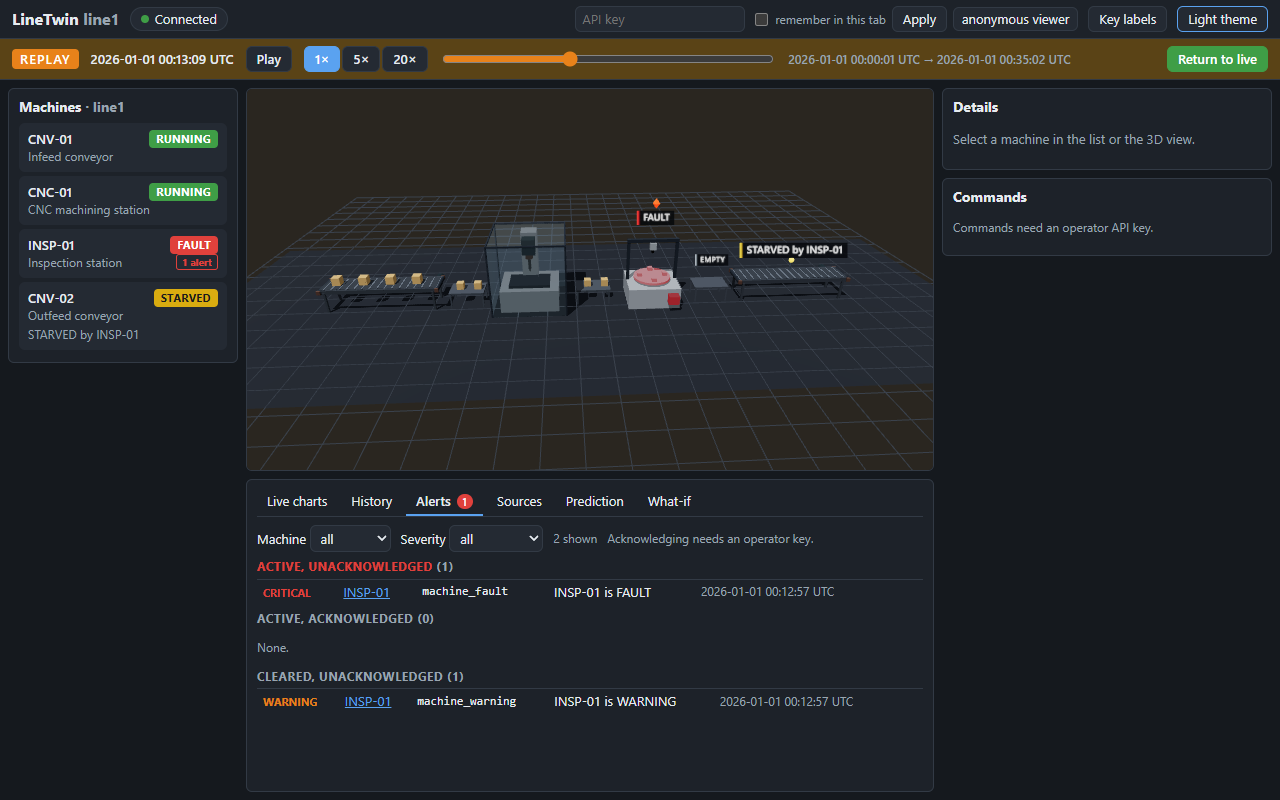 LineTwin line1
Connected
API key
remember in this tab
Apply
anonymous viewer
Key labels
Light theme
REPLAY
2026-01-01 00:13:09 UTC
Play
1×
5×
20×
2026-01-01 00:00:01 UTC → 2026-01-01 00:35:02 UTC
Return to live
Machines · line1
CNV-01
RUNNING
Infeed conveyor
CNC-01
RUNNING
CNC machining station
INSP-01
FAULT
Inspection station
1 alert
CNV-02
STARVED
Outfeed conveyor
STARVED by INSP-01
FAULT
EMPTY
STARVED by INSP-01
Details
Select a machine in the list or the 3D view.
Commands
Commands need an operator API key.
Live charts
History
Alerts 1
Sources
Prediction
What-if
Machine all
Severity all
2 shown
Acknowledging needs an operator key.
ACTIVE, UNACKNOWLEDGED (1)
CRITICAL INSP-01 machine_fault INSP-01 is FAULT 2026-01-01 00:12:57 UTC
ACTIVE, ACKNOWLEDGED (0)
None.
CLEARED, UNACKNOWLEDGED (1)
WARNING INSP-01 machine_warning INSP-01 is WARNING 2026-01-01 00:12:57 UTC